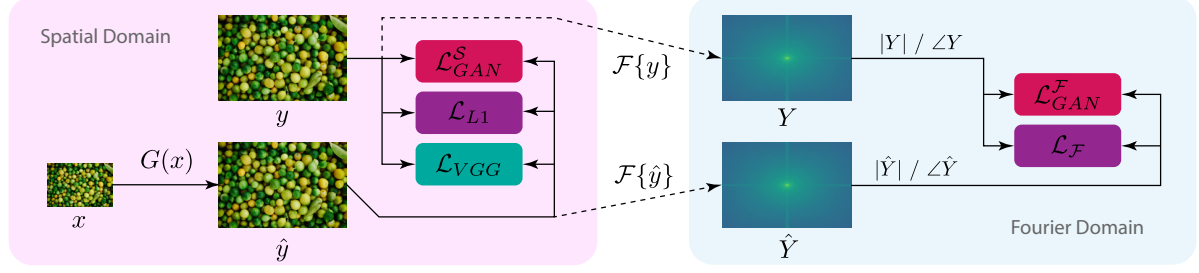 Spatial Domain
y
x
G(x)
ŷ
𝓛^𝒮_GAN
𝓛_L1
𝓛_VGG
ℱ{y}
ℱ{ŷ}
Y
Ŷ
|Y| / ∠Y
|Ŷ| / ∠Ŷ
𝓛^ℱ_GAN
𝓛_ℱ
Fourier Domain